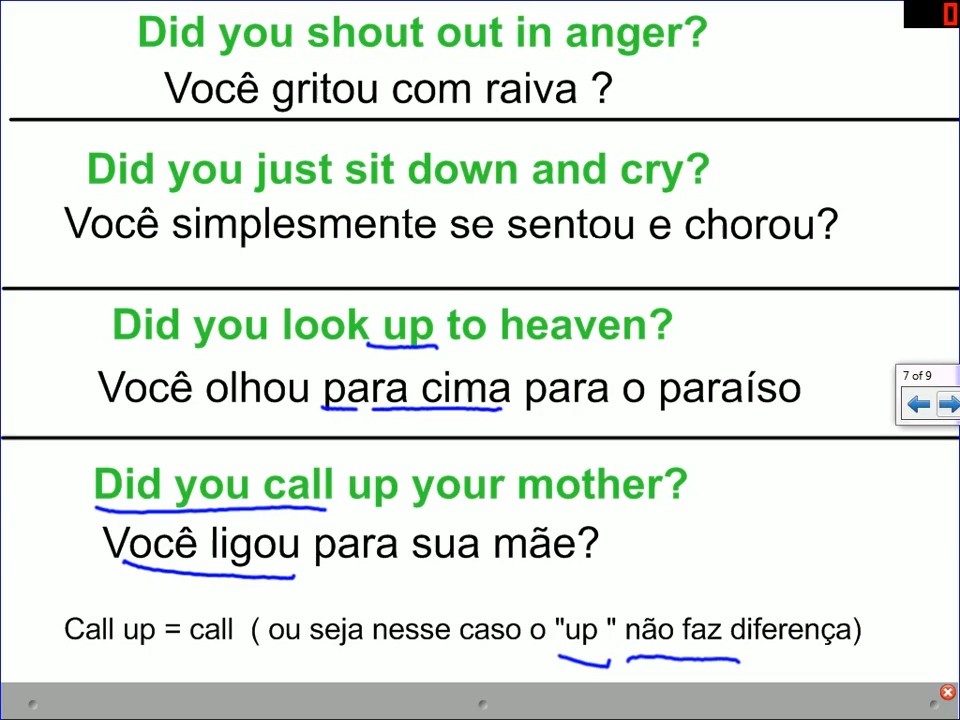 Did you shout out in anger?
Você gritou com raiva ?
Did you just sit down and cry?
Você simplesmente se sentou e chorou?
Did you look up to heaven?
Você olhou para cima para o paraíso
7 of 9
Did you call up your mother?
Você ligou para sua mãe?
Call up = call ( ou seja nesse caso o "up " não faz diferença)